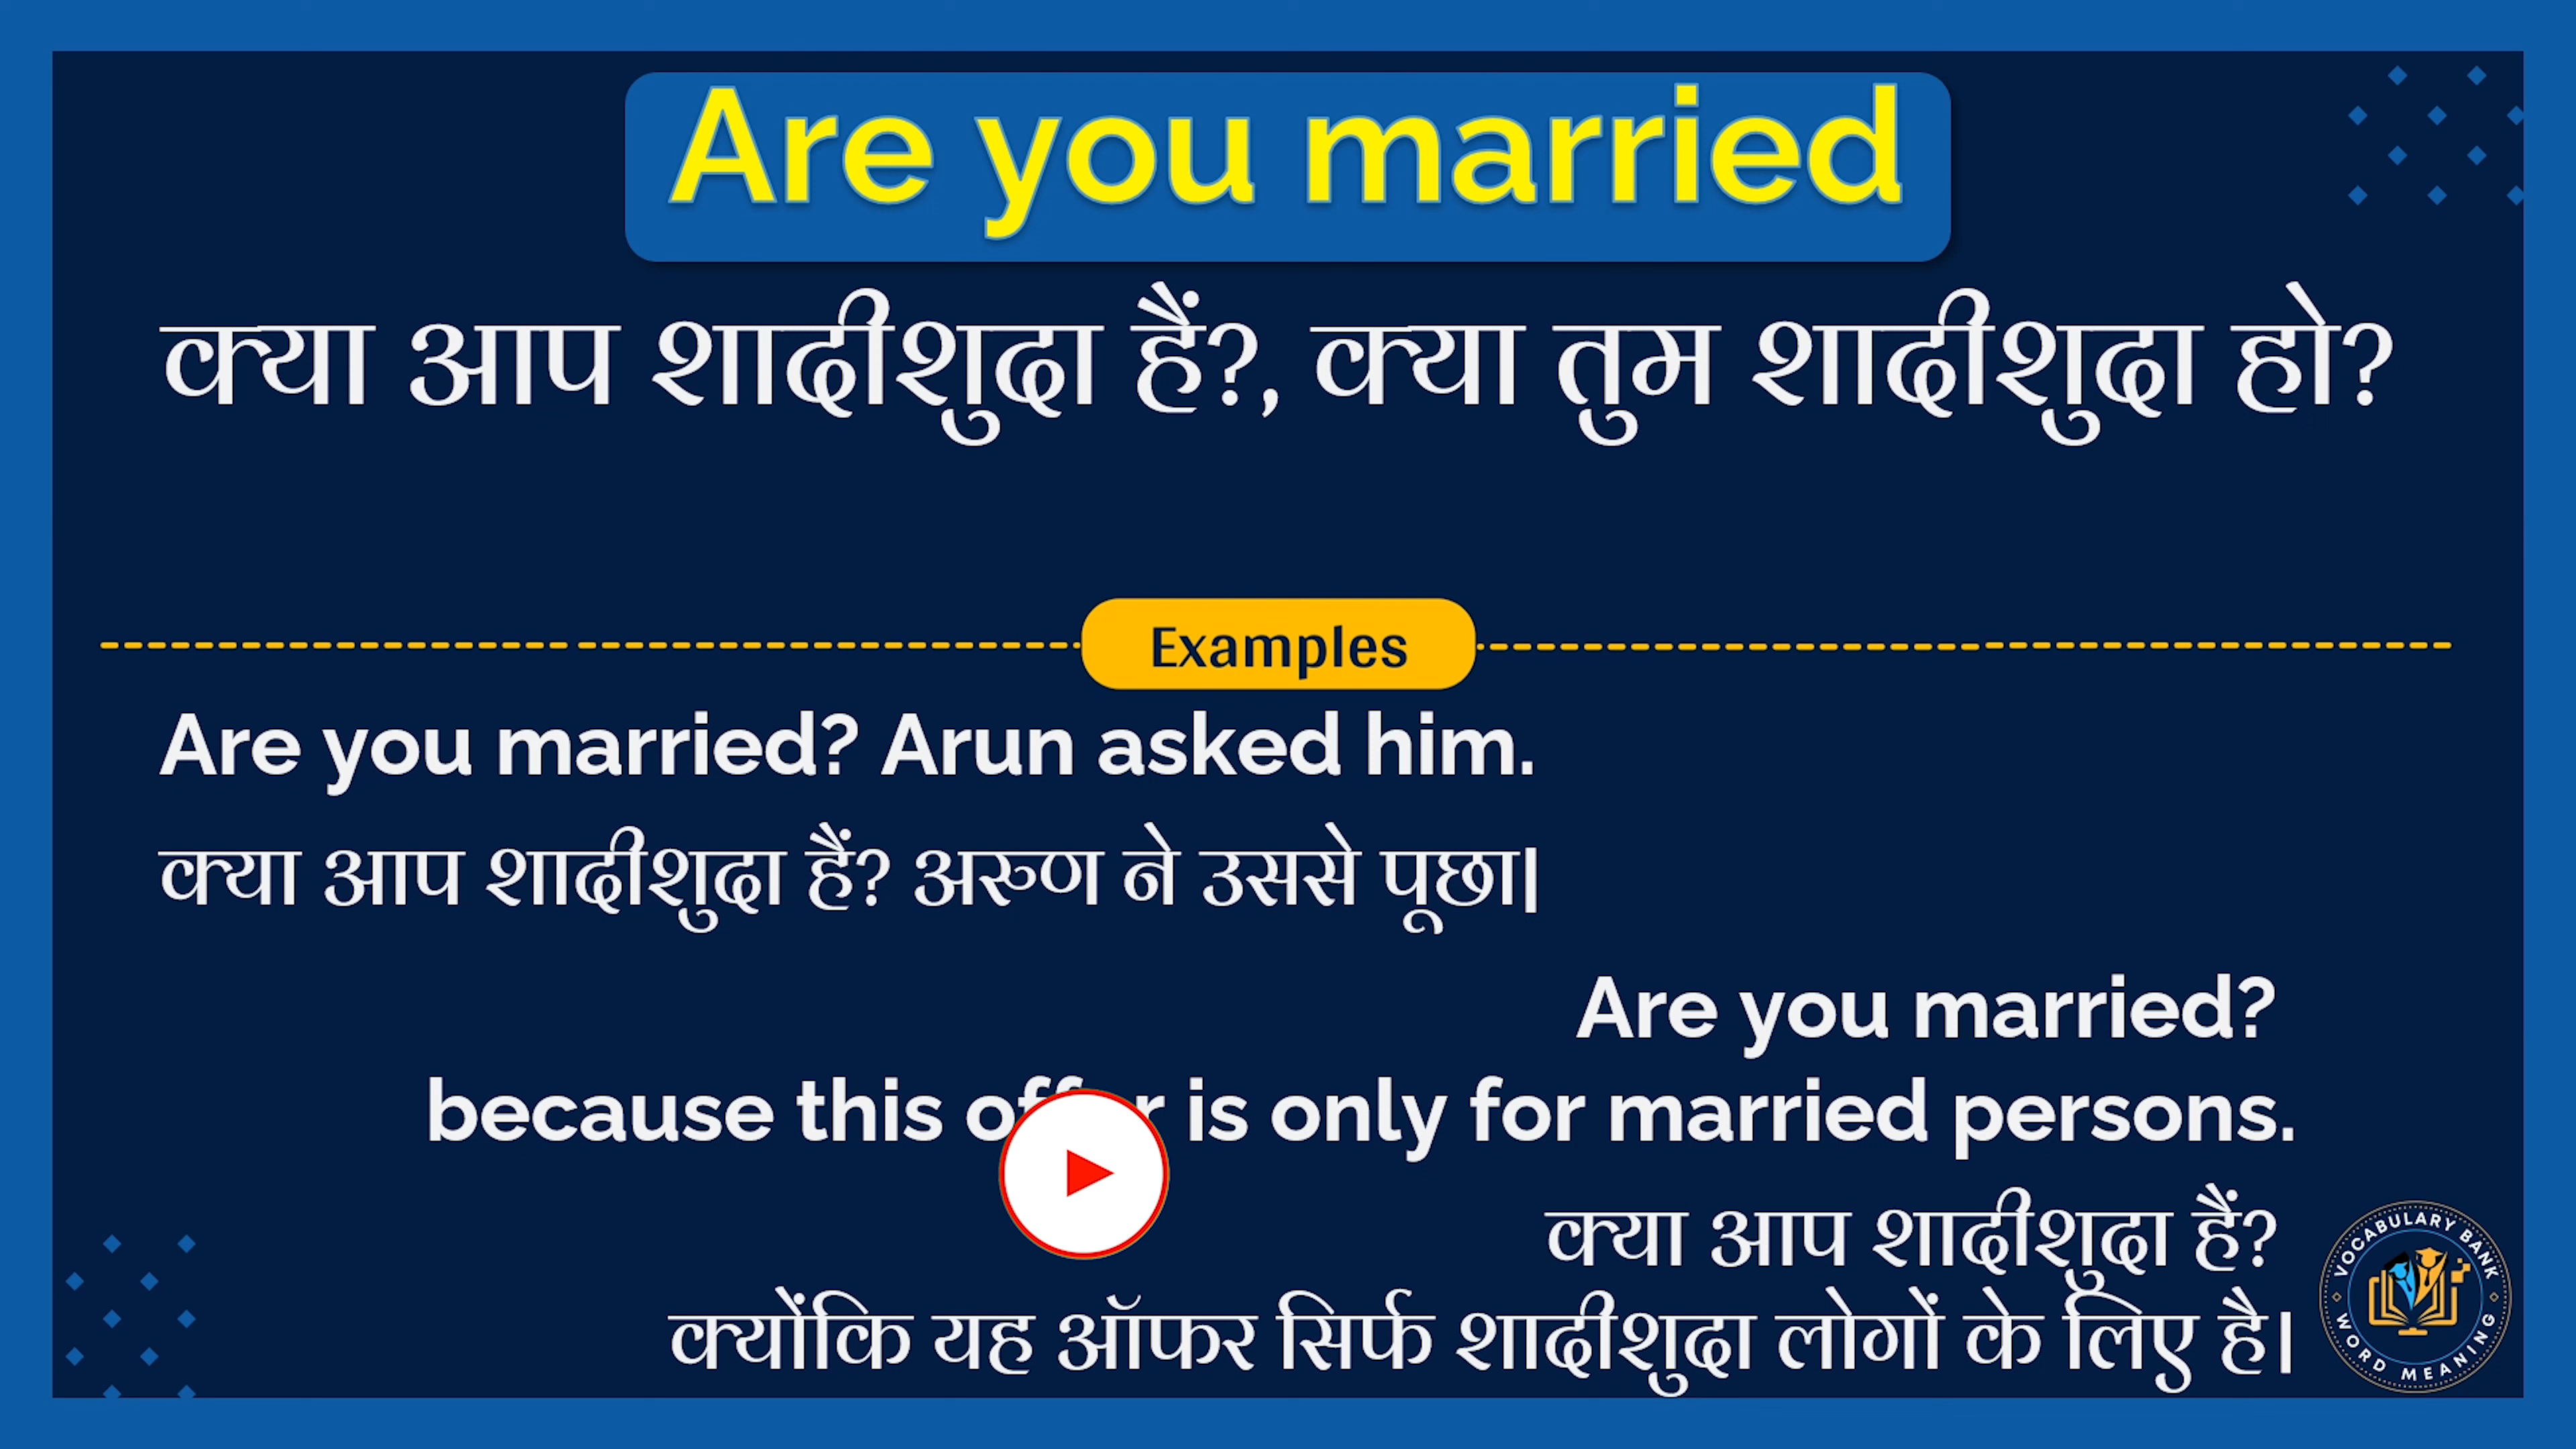 Are you married
क्या आप शादीशुदा हैं?, क्या तुम शादीशुदा हो?
Examples
Are you married? Arun asked him.
क्या आप शादीशुदा हैं? अरुण ने उससे पूछा|
Are you married?
because this offer is only for married persons.
क्या आप शादीशुदा हैं?
क्योंकि यह ऑफर सिर्फ शादीशुदा लोगों के लिए है|
VOCABULARY BANK
WORD MEANING